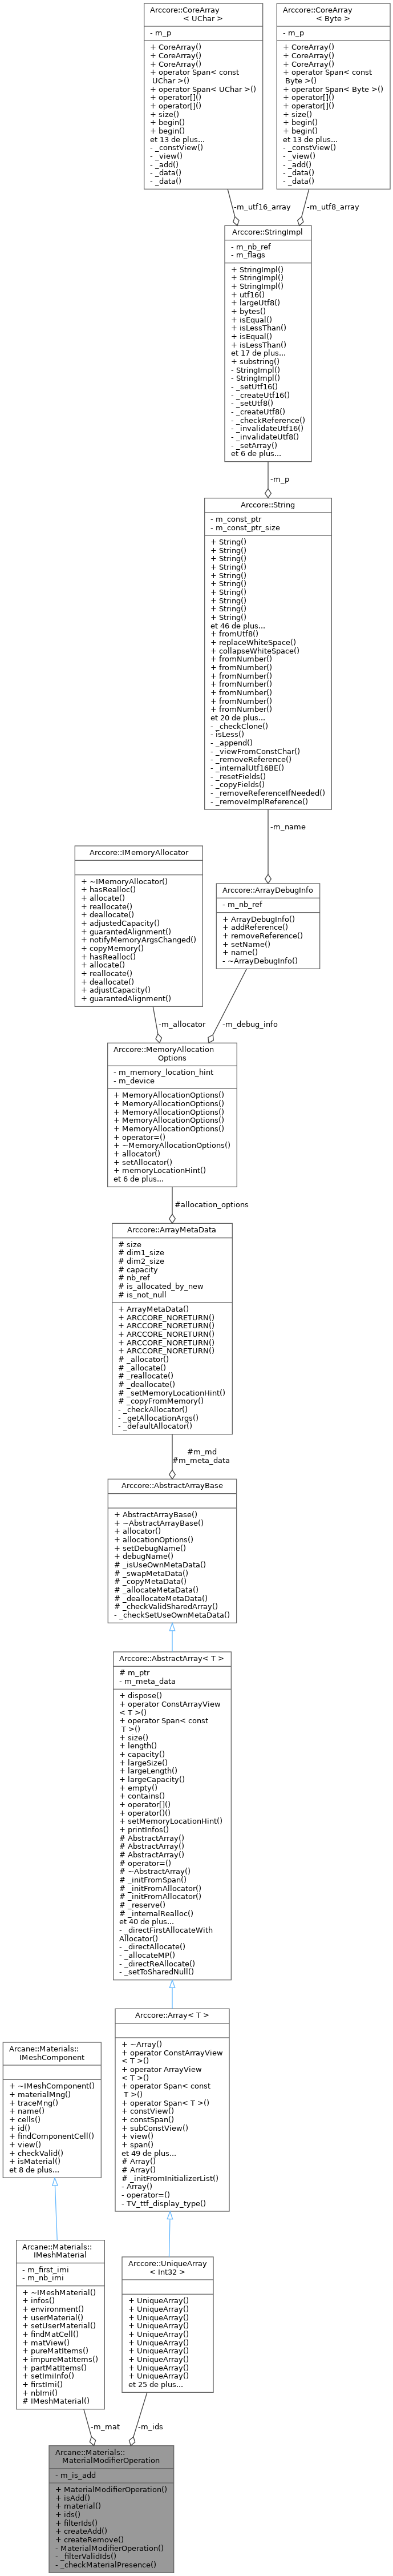 Arccore::CoreArray
< UChar >
- m_p
+ CoreArray()
+ CoreArray()
+ CoreArray()
+ operator Span< const
UChar >()
+ operator Span< UChar >()
+ operator[]()
+ operator[]()
+ size()
+ begin()
+ begin()
et 13 de plus...
- _constView()
- _view()
- _add()
- _data()
- _data()
Arccore::CoreArray
< Byte >
- m_p
+ CoreArray()
+ CoreArray()
+ CoreArray()
+ operator Span< const
Byte >()
+ operator Span< Byte >()
+ operator[]()
+ operator[]()
+ size()
+ begin()
+ begin()
et 13 de plus...
- _constView()
- _view()
- _add()
- _data()
- _data()
-m_utf16_array
-m_utf8_array
Arccore::StringImpl
- m_nb_ref
- m_flags
+ StringImpl()
+ StringImpl()
+ StringImpl()
+ utf16()
+ largeUtf8()
+ bytes()
+ isEqual()
+ isLessThan()
+ isEqual()
+ isLessThan()
et 17 de plus...
+ substring()
- StringImpl()
- StringImpl()
- _setUtf16()
- _createUtf16()
- _setUtf8()
- _createUtf8()
- _checkReference()
- _invalidateUtf16()
- _invalidateUtf8()
- _setArray()
et 6 de plus...
-m_p
Arccore::String
- m_const_ptr
- m_const_ptr_size
+ String()
+ String()
+ String()
+ String()
+ String()
+ String()
+ String()
+ String()
+ String()
+ String()
et 46 de plus...
+ fromUtf8()
+ replaceWhiteSpace()
+ collapseWhiteSpace()
+ fromNumber()
+ fromNumber()
+ fromNumber()
+ fromNumber()
+ fromNumber()
+ fromNumber()
+ fromNumber()
et 20 de plus...
- _checkClone()
- isLess()
- _append()
- _viewFromConstChar()
- _removeReference()
- _internalUtf16BE()
- _resetFields()
- _copyFields()
- _removeReferenceIfNeeded()
- _removeImplReference()
-m_name
Arccore::IMemoryAllocator
+ ~IMemoryAllocator()
+ hasRealloc()
+ allocate()
+ reallocate()
+ deallocate()
+ adjustedCapacity()
+ guarantedAlignment()
+ notifyMemoryArgsChanged()
+ copyMemory()
+ hasRealloc()
+ allocate()
+ reallocate()
+ deallocate()
+ adjustCapacity()
+ guarantedAlignment()
Arccore::ArrayDebugInfo
- m_nb_ref
+ ArrayDebugInfo()
+ addReference()
+ removeReference()
+ setName()
+ name()
- ~ArrayDebugInfo()
-m_allocator
-m_debug_info
Arccore::MemoryAllocation
Options
- m_memory_location_hint
- m_device
+ MemoryAllocationOptions()
+ MemoryAllocationOptions()
+ MemoryAllocationOptions()
+ MemoryAllocationOptions()
+ MemoryAllocationOptions()
+ operator=()
+ ~MemoryAllocationOptions()
+ allocator()
+ setAllocator()
+ memoryLocationHint()
et 6 de plus...
#allocation_options
Arccore::ArrayMetaData
# size
# dim1_size
# dim2_size
# capacity
# nb_ref
# is_allocated_by_new
# is_not_null
+ ArrayMetaData()
+ ARCCORE_NORETURN()
+ ARCCORE_NORETURN()
+ ARCCORE_NORETURN()
+ ARCCORE_NORETURN()
+ ARCCORE_NORETURN()
# _allocator()
# _allocate()
# _reallocate()
# _deallocate()
# _setMemoryLocationHint()
# _copyFromMemory()
- _checkAllocator()
- _getAllocationArgs()
- _defaultAllocator()
#m_md
#m_meta_data
Arccore::AbstractArrayBase
+ AbstractArrayBase()
+ ~AbstractArrayBase()
+ allocator()
+ allocationOptions()
+ setDebugName()
+ debugName()
# _isUseOwnMetaData()
# _swapMetaData()
# _copyMetaData()
# _allocateMetaData()
# _deallocateMetaData()
# _checkValidSharedArray()
- _checkSetUseOwnMetaData()
Arccore::AbstractArray< T >
# m_ptr
- m_meta_data
+ dispose()
+ operator ConstArrayView
< T >()
+ operator Span< const
T >()
+ size()
+ length()
+ capacity()
+ largeSize()
+ largeLength()
+ largeCapacity()
+ empty()
+ contains()
+ operator[]()
+ operator()()
+ setMemoryLocationHint()
+ printInfos()
# AbstractArray()
# AbstractArray()
# AbstractArray()
# operator=()
# ~AbstractArray()
# _initFromSpan()
# _initFromAllocator()
# _initFromAllocator()
# _reserve()
# _internalRealloc()
et 40 de plus...
- _directFirstAllocateWith
Allocator()
- _directAllocate()
- _allocateMP()
- _directReAllocate()
- _setToSharedNull()
Arccore::Array< T >
+ ~Array()
+ operator ConstArrayView
< T >()
+ operator ArrayView
< T >()
+ operator Span< const
T >()
+ operator Span< T >()
+ constView()
+ constSpan()
+ subConstView()
+ view()
+ span()
et 49 de plus...
# Array()
# Array()
# _initFromInitializerList()
- Array()
- operator=()
- TV_ttf_display_type()
Arcane::Materials::
IMeshComponent
+ ~IMeshComponent()
+ materialMng()
+ traceMng()
+ name()
+ cells()
+ id()
+ findComponentCell()
+ view()
+ checkValid()
+ isMaterial()
et 8 de plus...
Arcane::Materials::
IMeshMaterial
- m_first_imi
- m_nb_imi
+ ~IMeshMaterial()
+ infos()
+ environment()
+ userMaterial()
+ setUserMaterial()
+ findMatCell()
+ matView()
+ pureMatItems()
+ impureMatItems()
+ partMatItems()
+ setImiInfo()
+ firstImi()
+ nbImi()
# IMeshMaterial()
Arccore::UniqueArray
< Int32 >
+ UniqueArray()
+ UniqueArray()
+ UniqueArray()
+ UniqueArray()
+ UniqueArray()
+ UniqueArray()
+ UniqueArray()
+ UniqueArray()
+ UniqueArray()
+ UniqueArray()
et 25 de plus...
-m_mat
-m_ids
Arcane::Materials::
MaterialModifierOperation
- m_is_add
+ MaterialModifierOperation()
+ isAdd()
+ material()
+ ids()
+ filterIds()
+ createAdd()
+ createRemove()
- MaterialModifierOperation()
- _filterValidIds()
- _checkMaterialPresence()